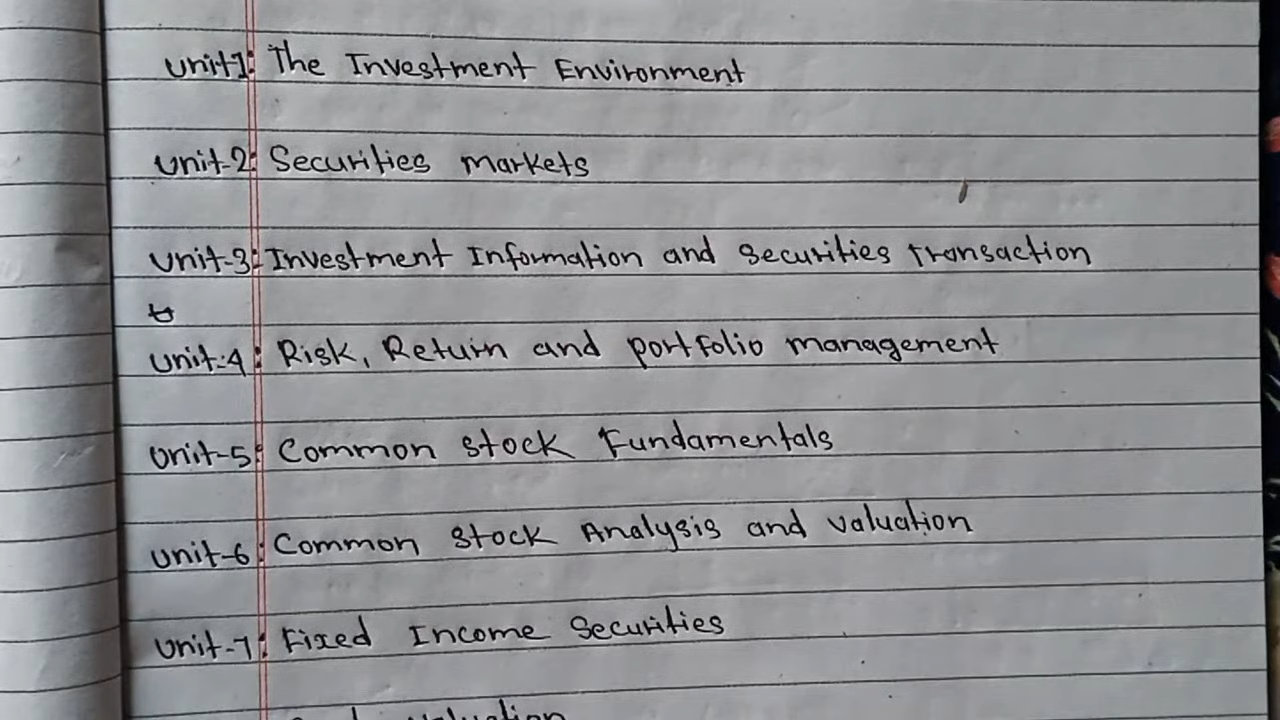 Unit1: The Investment Environment
Unit-2: Securities Markets
Unit-3: Investment Information and Securities Transaction
Unit-4: Risk, Return and portfolio management
Unit-5: Common Stock Fundamentals
Unit-6: Common Stock Analysis and Valuation
Unit-7: Fixed Income Securities
Valuation